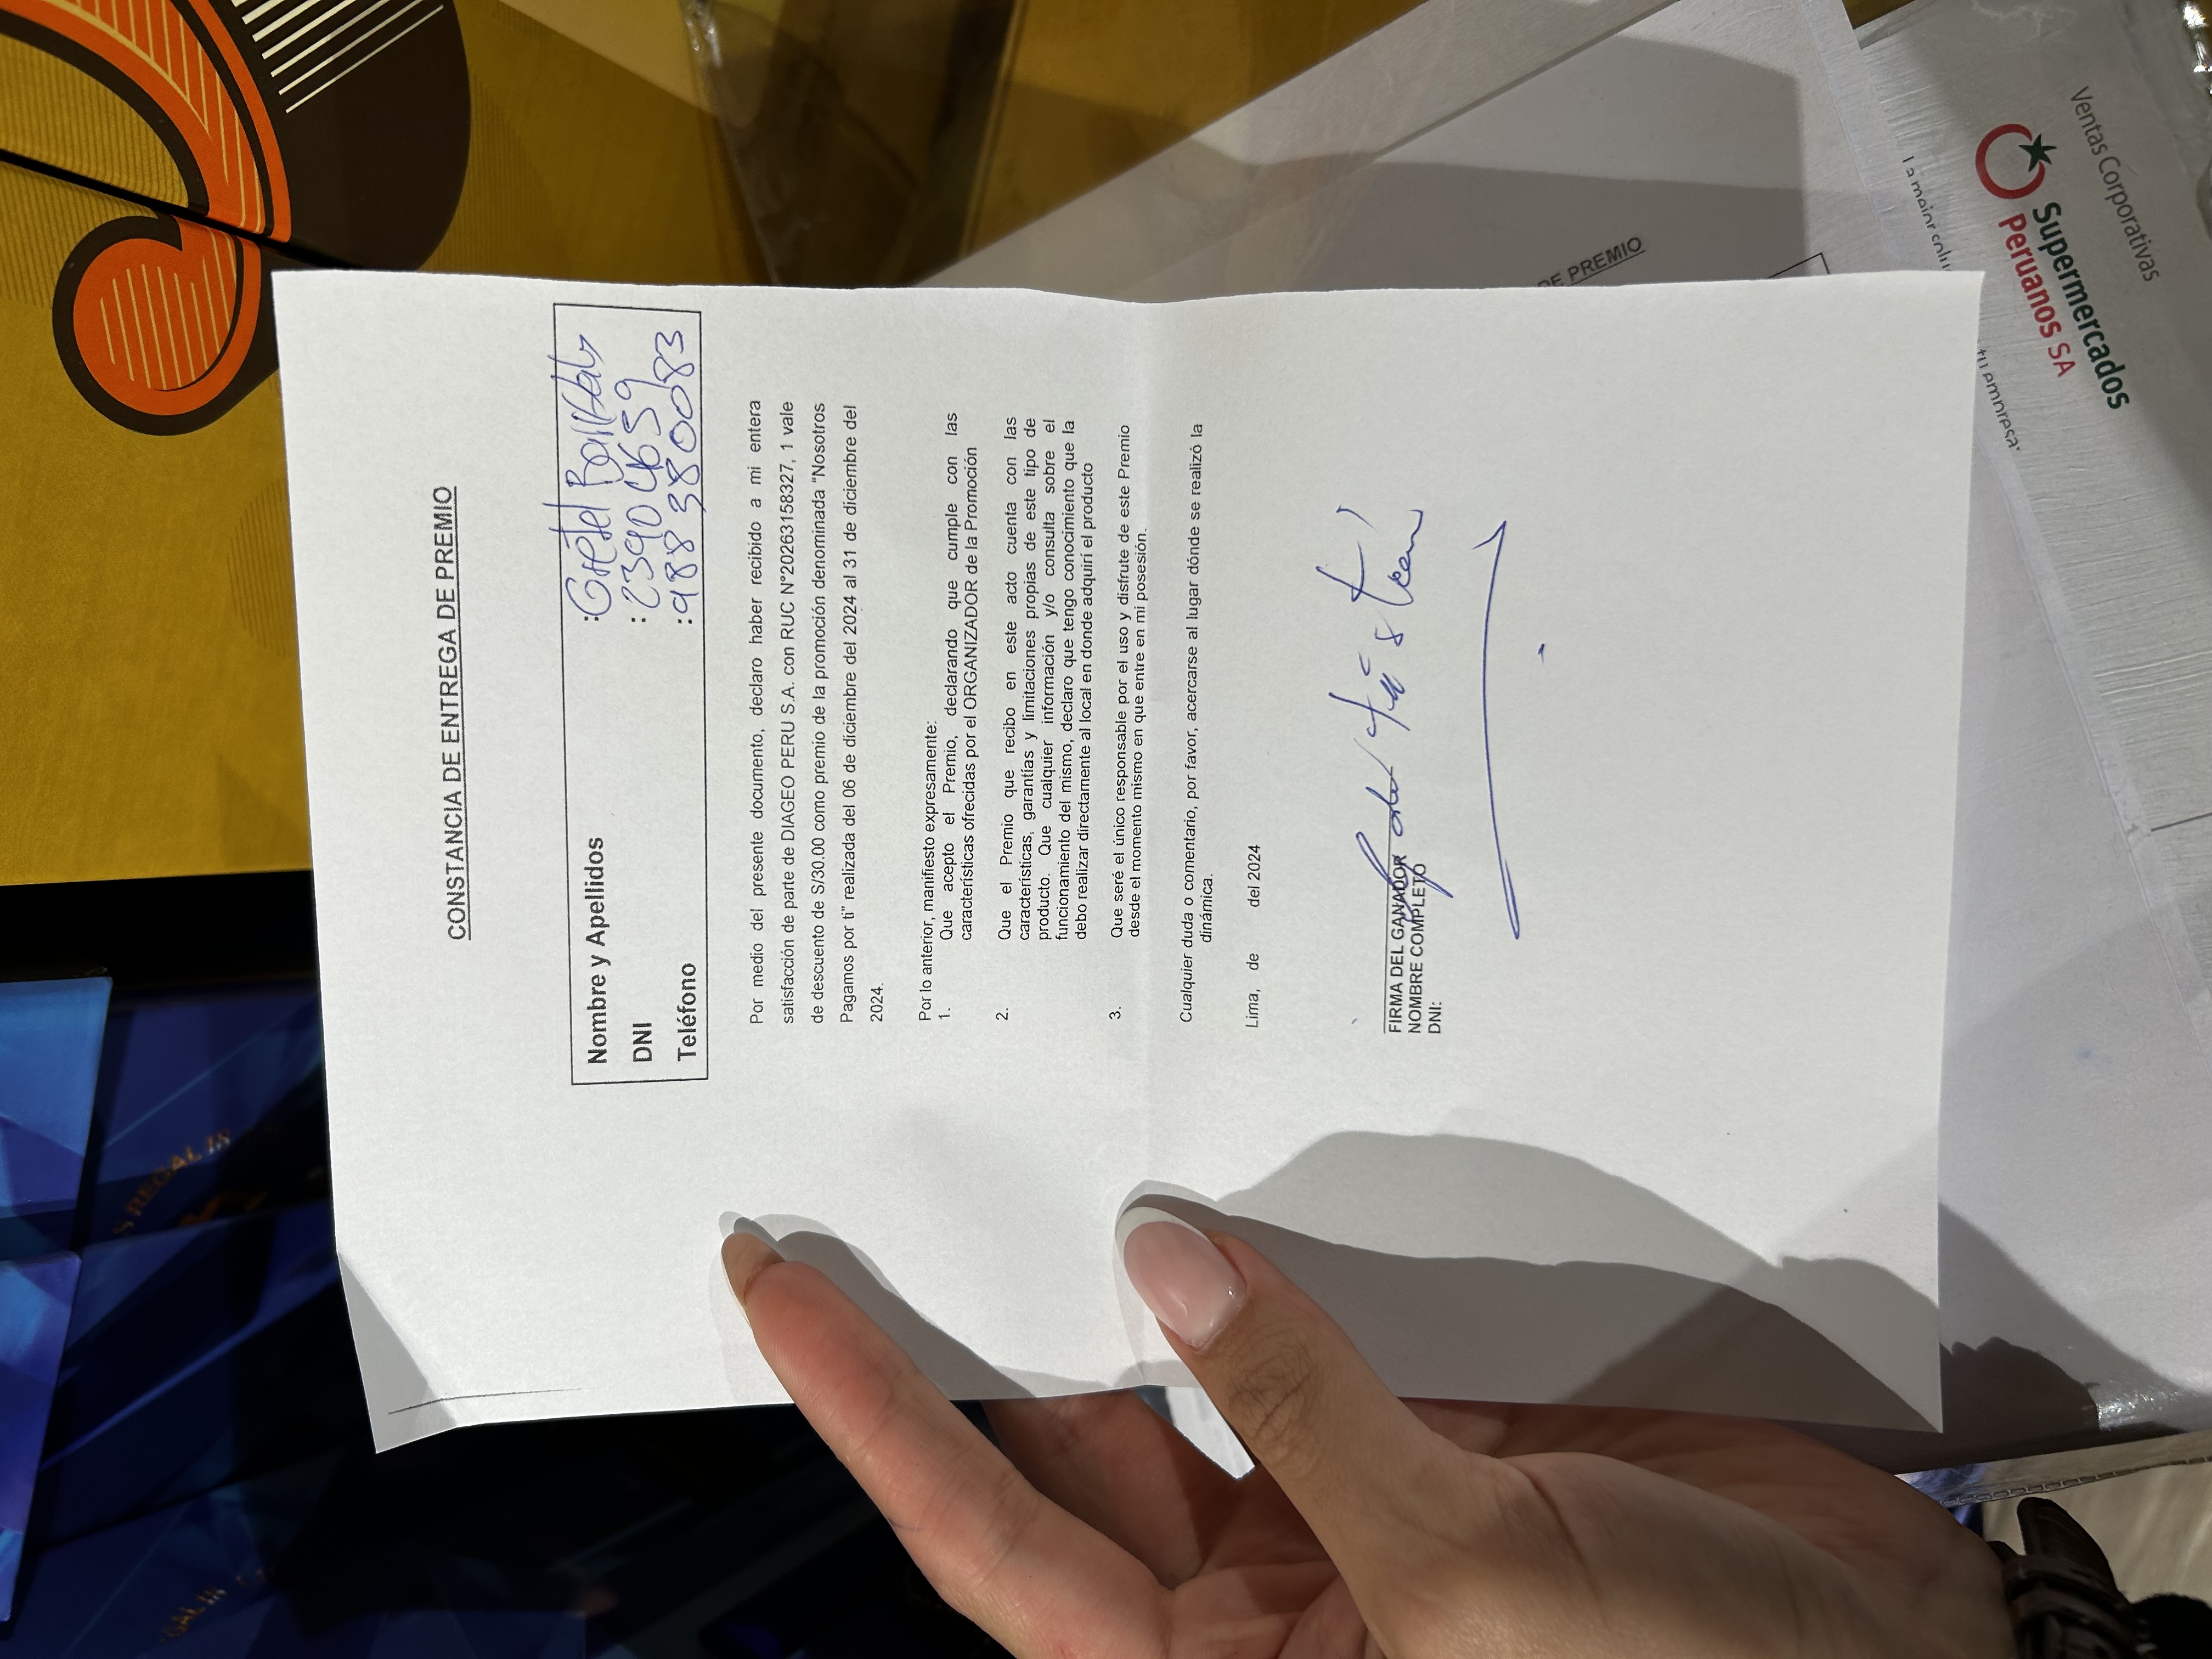 S REGALIS
GALIS
CONSTANCIA DE ENTREGA DE PREMIO
Nombre y Apellidos : Gretel
DNI : 23904659
Teléfono : 988380083
Por medio del presente documento, declaro haber recibido a mi entera
satisfacción de parte de DIAGEO PERU S.A. con RUC N°20263158327, 1 vale
de descuento de S/30.00 como premio de la promoción denominada "Nosotros
Pagamos por ti" realizada del 06 de diciembre del 2024 al 31 de diciembre del
2024.
Por lo anterior, manifiesto expresamente:
1. Que acepto el Premio, declarando que cumple con las
características ofrecidas por el ORGANIZADOR de la Promoción
2. Que el Premio que recibo en este acto cuenta con las
características, garantías y limitaciones propias de este tipo de
producto. Que cualquier información y/o consulta sobre el
funcionamiento del mismo, declaro que tengo conocimiento que la
debo realizar directamente al local en donde adquirí el producto
3. Que seré el único responsable por el uso y disfrute de este Premio
desde el momento mismo en que entre en mi posesión.
Cualquier duda o comentario, por favor, acercarse al lugar dónde se realizó la
dinámica.
Lima, de del 2024
FIRMA DEL GANADOR
NOMBRE COMPLETO
DNI:
DE PREMIO
La mejor
tu empresa.
Supermercados
Peruanos SA
Ventas Corporativas